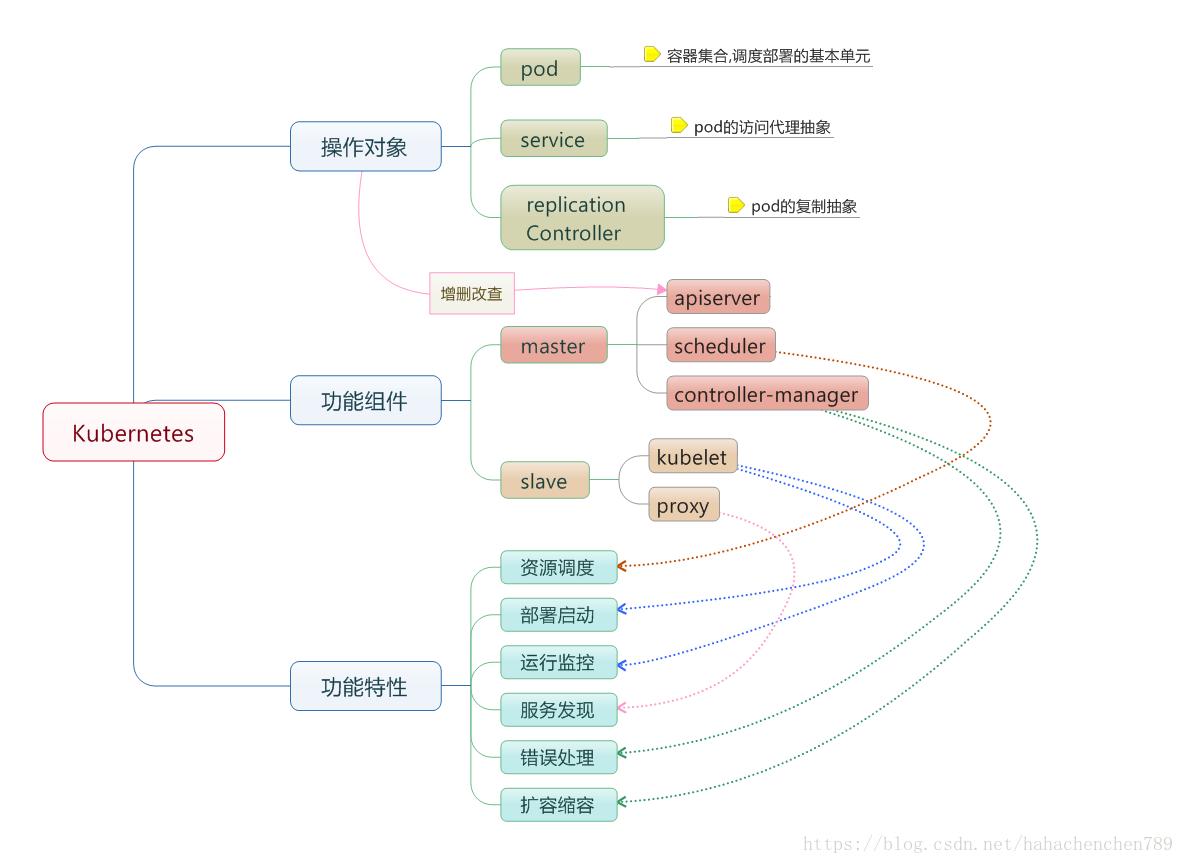 pod
容器集合,调度部署的基本单元
操作对象
service
pod的访问代理抽象
replication
Controller
pod的复制抽象
增删改查
apiserver
master
scheduler
controller-manager
功能组件
Kubernetes
kubelet
slave
proxy
资源调度
部署启动
运行监控
功能特性
服务发现
错误处理
扩容缩容
https://blog.csdn.net/hahachenchen789